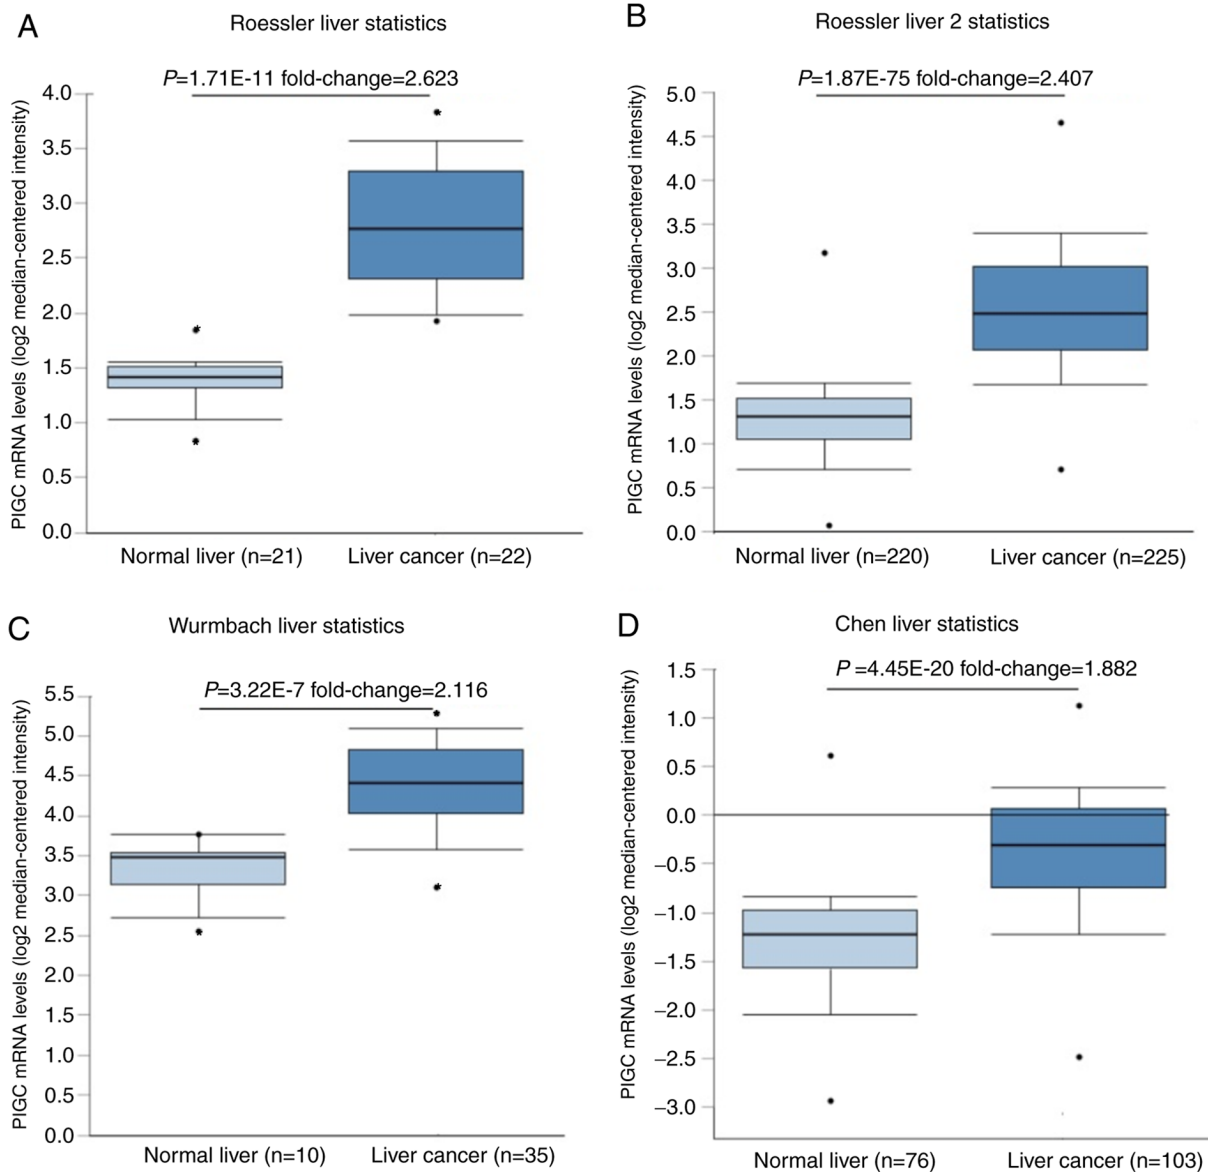 A
Roessler liver statistics
P=1.71E-11 fold-change=2.623
PIGC mRNA levels (log2 median-centered intensity)
4.0
3.5
3.0
2.5
2.0
1.5
1.0
0.5
0.0
Normal liver (n=21)
Liver cancer (n=22)
B
Roessler liver 2 statistics
P=1.87E-75 fold-change=2.407
PIGC mRNA levels (log2 median-centered intensity)
5.0
4.5
4.0
3.5
3.0
2.5
2.0
1.5
1.0
0.5
0.0
Normal liver (n=220)
Liver cancer (n=225)
C
Wurmbach liver statistics
P=3.22E-7 fold-change=2.116
PIGC mRNA levels (log2 median-centered intensity)
5.5
5.0
4.5
4.0
3.5
3.0
2.5
2.0
1.5
1.0
0.5
0.0
Normal liver (n=10)
Liver cancer (n=35)
D
Chen liver statistics
P =4.45E-20 fold-change=1.882
PIGC mRNA levels (log2 median-centered intensity)
1.5
1.0
0.5
0.0
−0.5
−1.0
−1.5
−2.0
−2.5
−3.0
Normal liver (n=76)
Liver cancer (n=103)